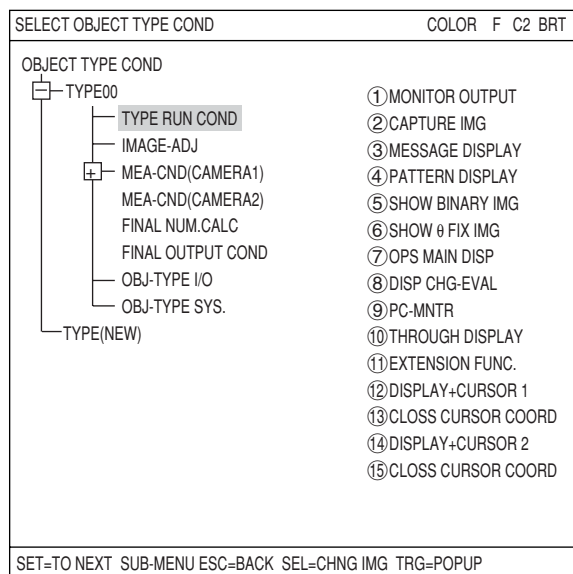 SELECT OBJECT TYPE COND COLOR F C2 BRT
OBJECT TYPE COND
TYPE00
TYPE RUN COND
IMAGE-ADJ
MEA-CND(CAMERA1)
MEA-CND(CAMERA2)
FINAL NUM.CALC
FINAL OUTPUT COND
OBJ-TYPE I/O
OBJ-TYPE SYS.
TYPE(NEW)
①MONITOR OUTPUT
②CAPTURE IMG
③MESSAGE DISPLAY
④PATTERN DISPLAY
⑤SHOW BINARY IMG
⑥SHOW θ FIX IMG
⑦OPS MAIN DISP
⑧DISP CHG-EVAL
⑨PC-MNTR
⑩THROUGH DISPLAY
⑪EXTENSION FUNC.
⑫DISPLAY+CURSOR 1
⑬CLOSS CURSOR COORD
⑭DISPLAY+CURSOR 2
⑮CLOSS CURSOR COORD
SET=TO NEXT SUB-MENU ESC=BACK SEL=CHNG IMG TRG=POPUP